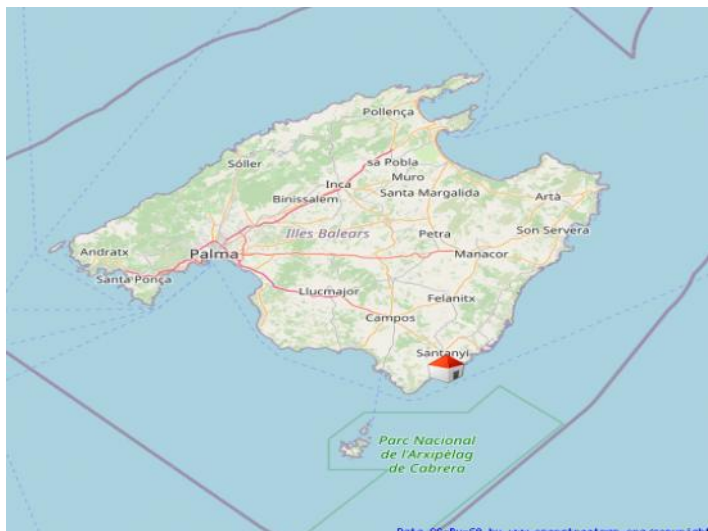 Pollença
sa Pobla
Sóller
Muro
Inca
Santa Margalida
Artà
Binissalem
Son Servera
Illes Balears
Petra
Andratx
Palma
Manacor
Santa Ponça
Llucmajor
Felanitx
Campos
Santanyí
Parc Nacional
de l'Arxipèlag
de Cabrera